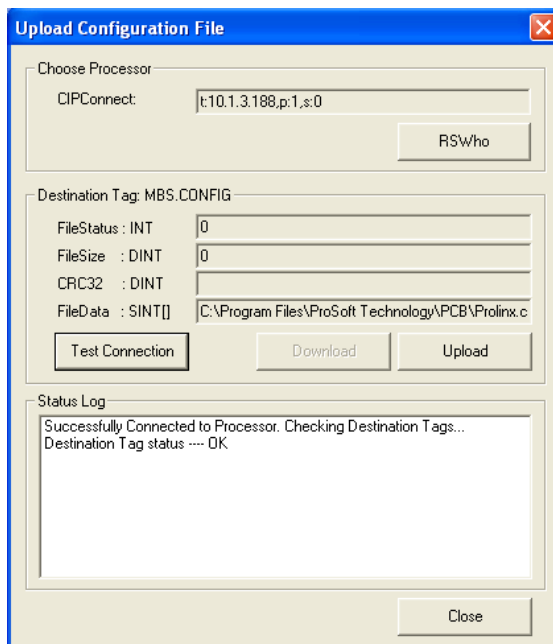 Upload Configuration File
Choose Processor
CIPConnect: t:10.1.3.188,p:1,s:0
RSWho
Destination Tag: MBS.CONFIG
FileStatus : INT 0
FileSize : DINT 0
CRC32 : DINT
FileData : SINT[] C:\Program Files\ProSoft Technology\PCB\Prolinx.c
Test Connection Download Upload
Status Log
Successfully Connected to Processor. Checking Destination Tags...
Destination Tag status ---- OK
Close